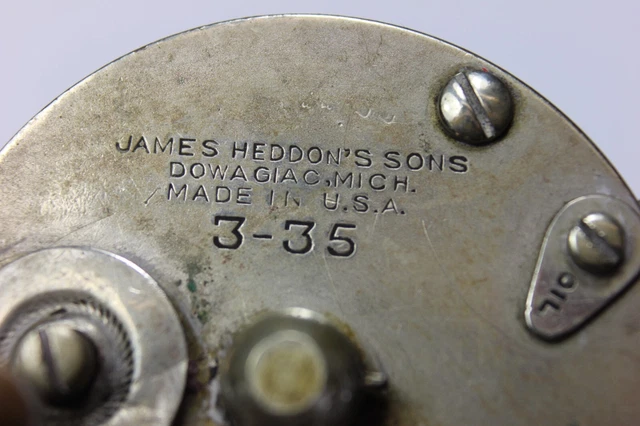 JAMES HEDDON'S SONS
DOWAGIAC, MICH.
MADE IN U.S.A.
3-35
OIL